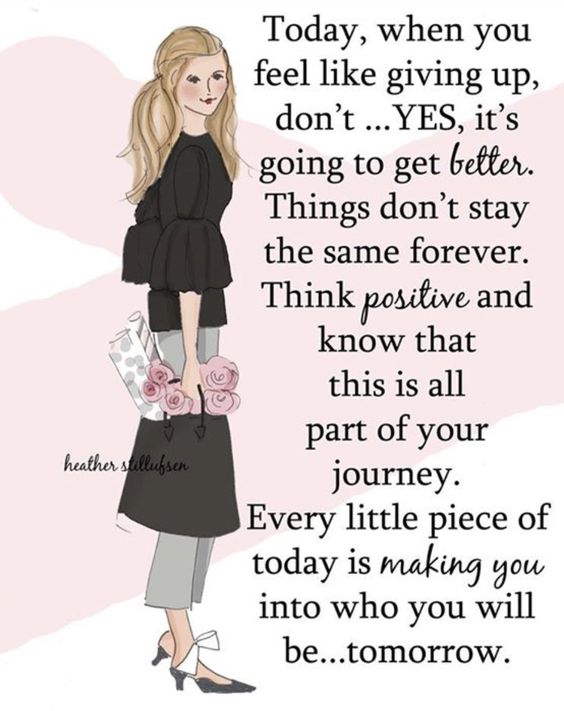 Today, when you
feel like giving up,
don’t ...YES, it’s
going to get better.
Things don’t stay
the same forever.
Think positive and
know that
this is all
part of your
journey.
Every little piece of
today is making you
into who you will
be...tomorrow.
heather stillufsen